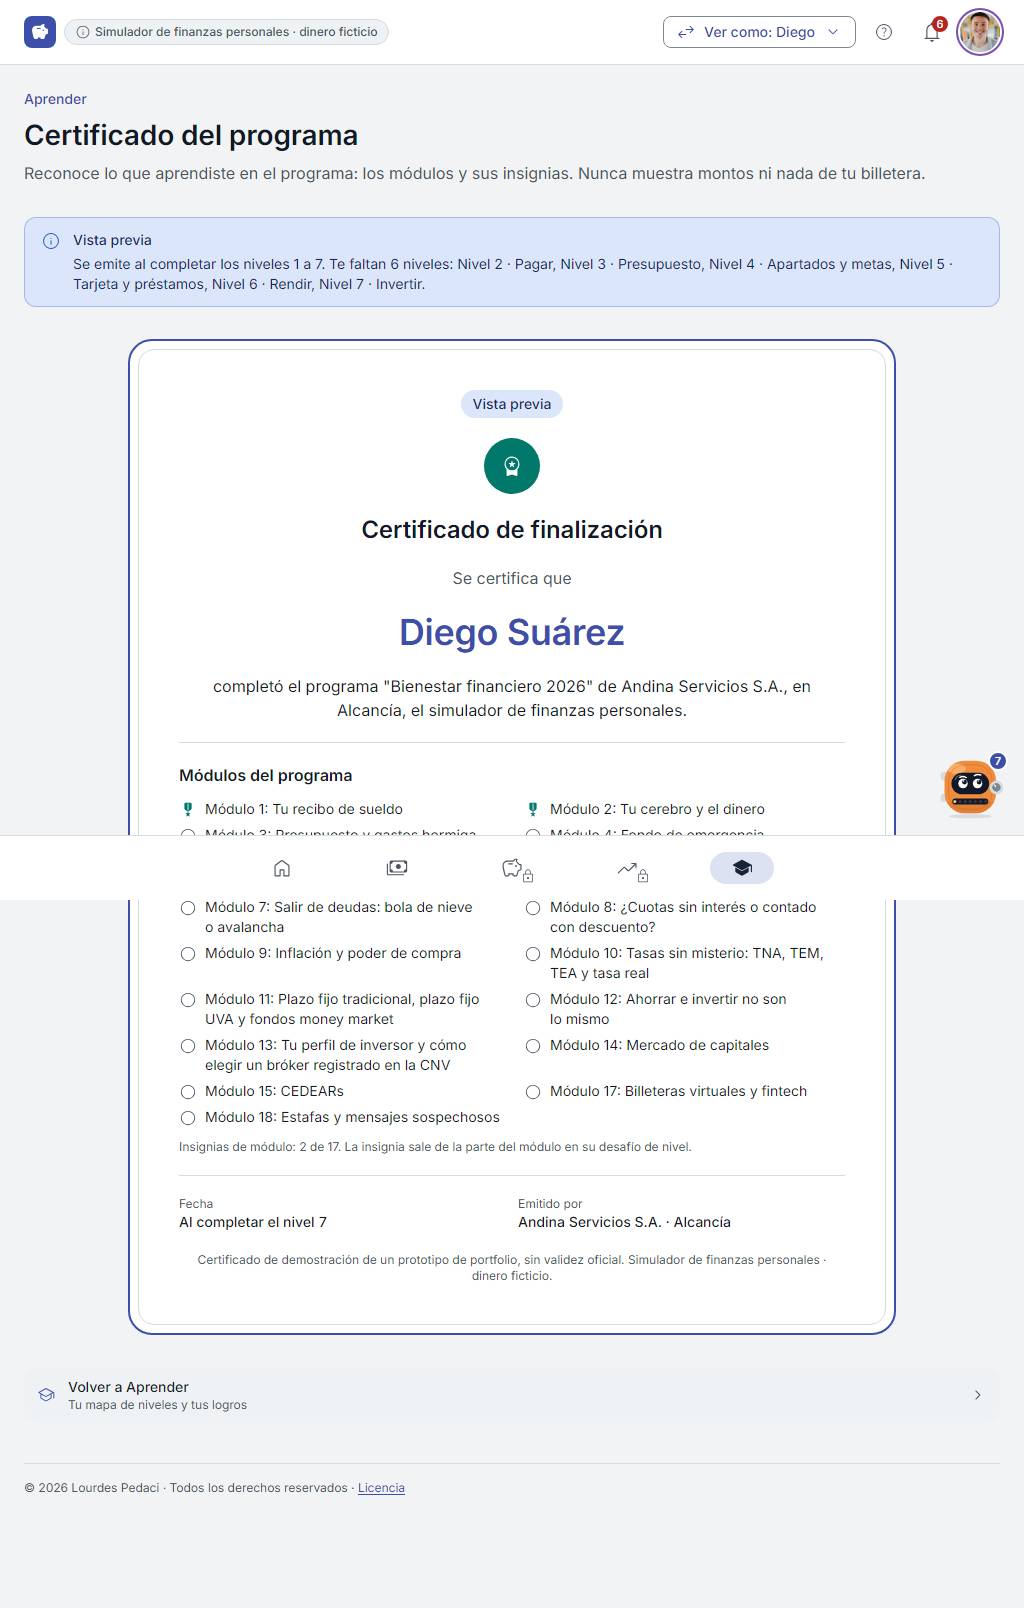 Simulador de finanzas personales · dinero ficticio
Ver como: Diego
6
Aprender
Certificado del programa
Reconoce lo que aprendiste en el programa: los módulos y sus insignias. Nunca muestra montos ni nada de tu billetera.
Vista previa
Se emite al completar los niveles 1 a 7. Te faltan 6 niveles: Nivel 2 · Pagar, Nivel 3 · Presupuesto, Nivel 4 · Apartados y metas, Nivel 5 ·
Tarjeta y préstamos, Nivel 6 · Rendir, Nivel 7 · Invertir.
Vista previa
Certificado de finalización
Se certifica que
Diego Suárez
completó el programa "Bienestar financiero 2026" de Andina Servicios S.A., en
Alcancía, el simulador de finanzas personales.
Módulos del programa
Módulo 1: Tu recibo de sueldo
Módulo 2: Tu cerebro y el dinero
7
Módulo 3: Presupuesto y gastos hormiga
Módulo 4: Fondo de emergencia
Módulo 7: Salir de deudas: bola de nieve
o avalancha
Módulo 8: ¿Cuotas sin interés o contado
con descuento?
Módulo 9: Inflación y poder de compra
Módulo 10: Tasas sin misterio: TNA, TEM,
TEA y tasa real
Módulo 11: Plazo fijo tradicional, plazo fijo
UVA y fondos money market
Módulo 12: Ahorrar e invertir no son
lo mismo
Módulo 13: Tu perfil de inversor y cómo
elegir un bróker registrado en la CNV
Módulo 14: Mercado de capitales
Módulo 15: CEDEARs
Módulo 17: Billeteras virtuales y fintech
Módulo 18: Estafas y mensajes sospechosos
Insignias de módulo: 2 de 17. La insignia sale de la parte del módulo en su desafío de nivel.
Fecha
Al completar el nivel 7
Emitido por
Andina Servicios S.A. · Alcancía
Certificado de demostración de un prototipo de portfolio, sin validez oficial. Simulador de finanzas personales ·
dinero ficticio.
Volver a Aprender
Tu mapa de niveles y tus logros
© 2026 Lourdes Pedaci · Todos los derechos reservados · Licencia